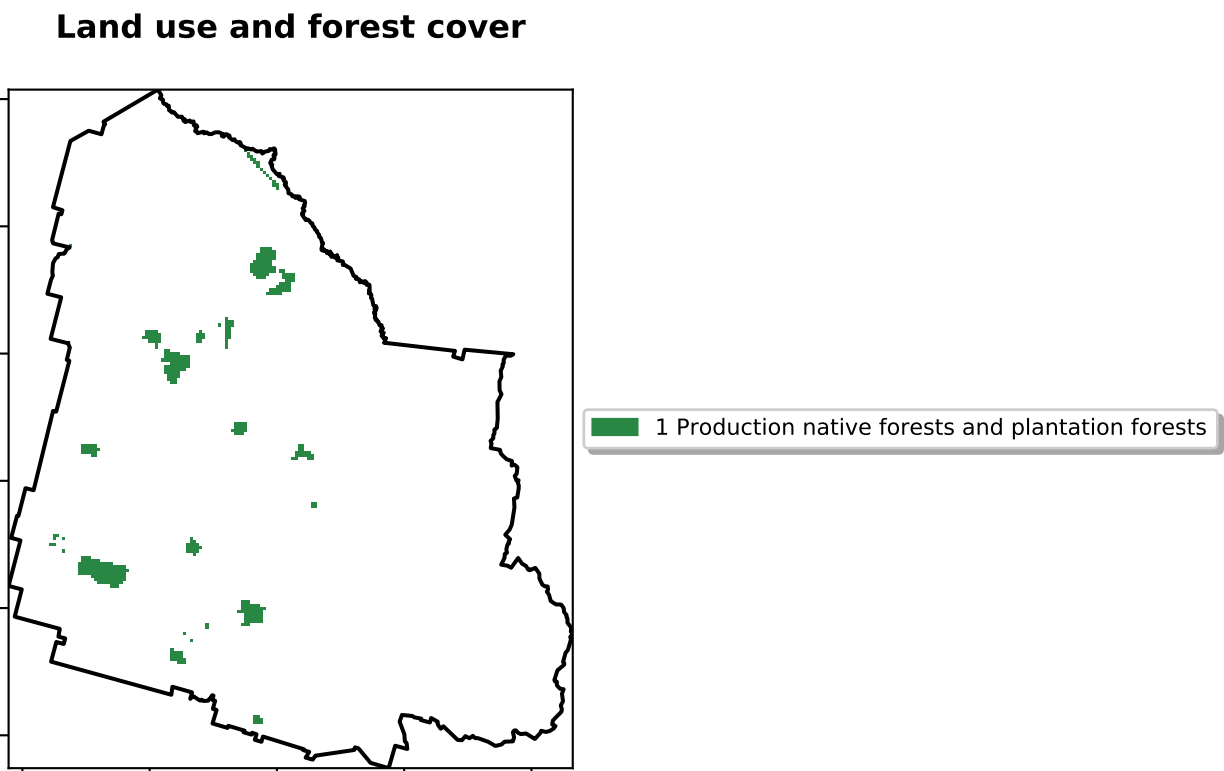 Land use and forest cover
1 Production native forests and plantation forests